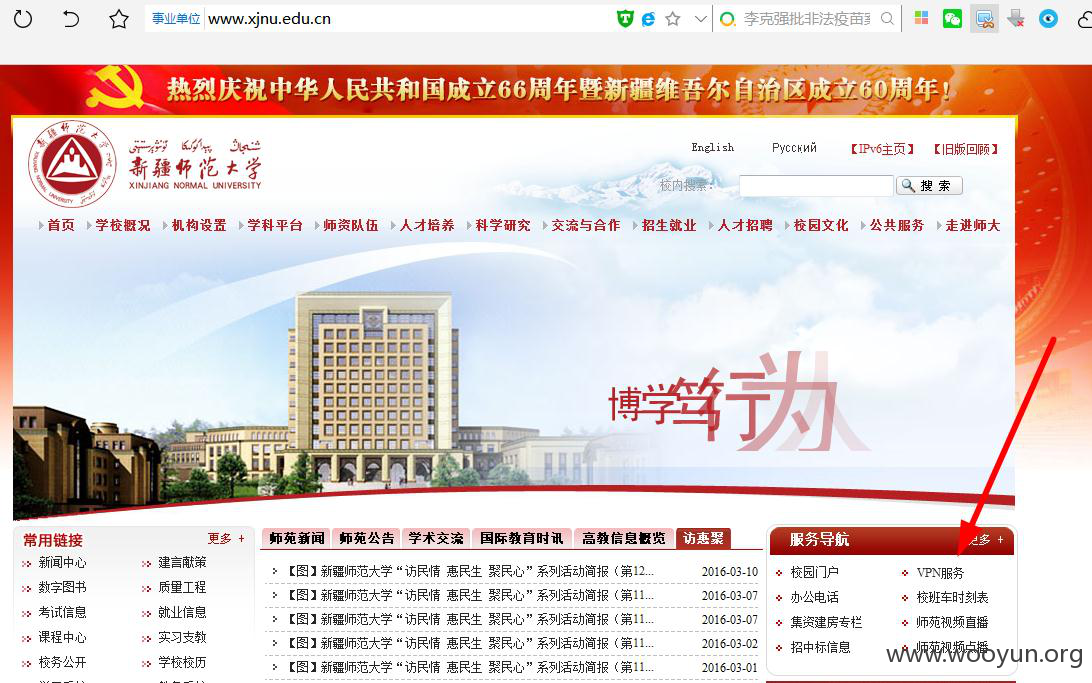 事业单位 www.xjnu.edu.cn 李克强批非法疫苗案
热烈庆祝中华人民共和国成立66周年暨新疆维吾尔自治区成立60周年！
新疆师范大学
XINJIANG NORMAL UNIVERSITY
English Русский 【IPv6主页】 【旧版回顾】
校内搜索： 搜 索
首页 学校概况 机构设置 学科平台 师资队伍 人才培养 科学研究 交流与合作 招生就业 人才招聘 校园文化 公共服务 走进师大
博学笃行为人
常用链接 更多 +
新闻中心 建言献策
数字图书 质量工程
考试信息 就业信息
课程中心 实习支教
校务公开 学校校历
师苑新闻 师苑公告 学术交流 国际教育时讯 高教信息概览 访惠聚
【图】新疆师范大学“访民情 惠民生 聚民心”系列活动简报（第12... 2016-03-10
【图】新疆师范大学“访民情 惠民生 聚民心”系列活动简报（第11... 2016-03-07
【图】新疆师范大学“访民情 惠民生 聚民心”系列活动简报（第11... 2016-03-07
【图】新疆师范大学“访民情 惠民生 聚民心”系列活动简报（第11... 2016-03-02
【图】新疆师范大学“访民情 惠民生 聚民心”系列活动简报（第11... 2016-03-01
服务导航 更多 +
校园门户 VPN服务
办公电话 校班车时刻表
集资建房专栏 师苑视频直播
招中标信息 师苑视频点播
www.wooyun.org